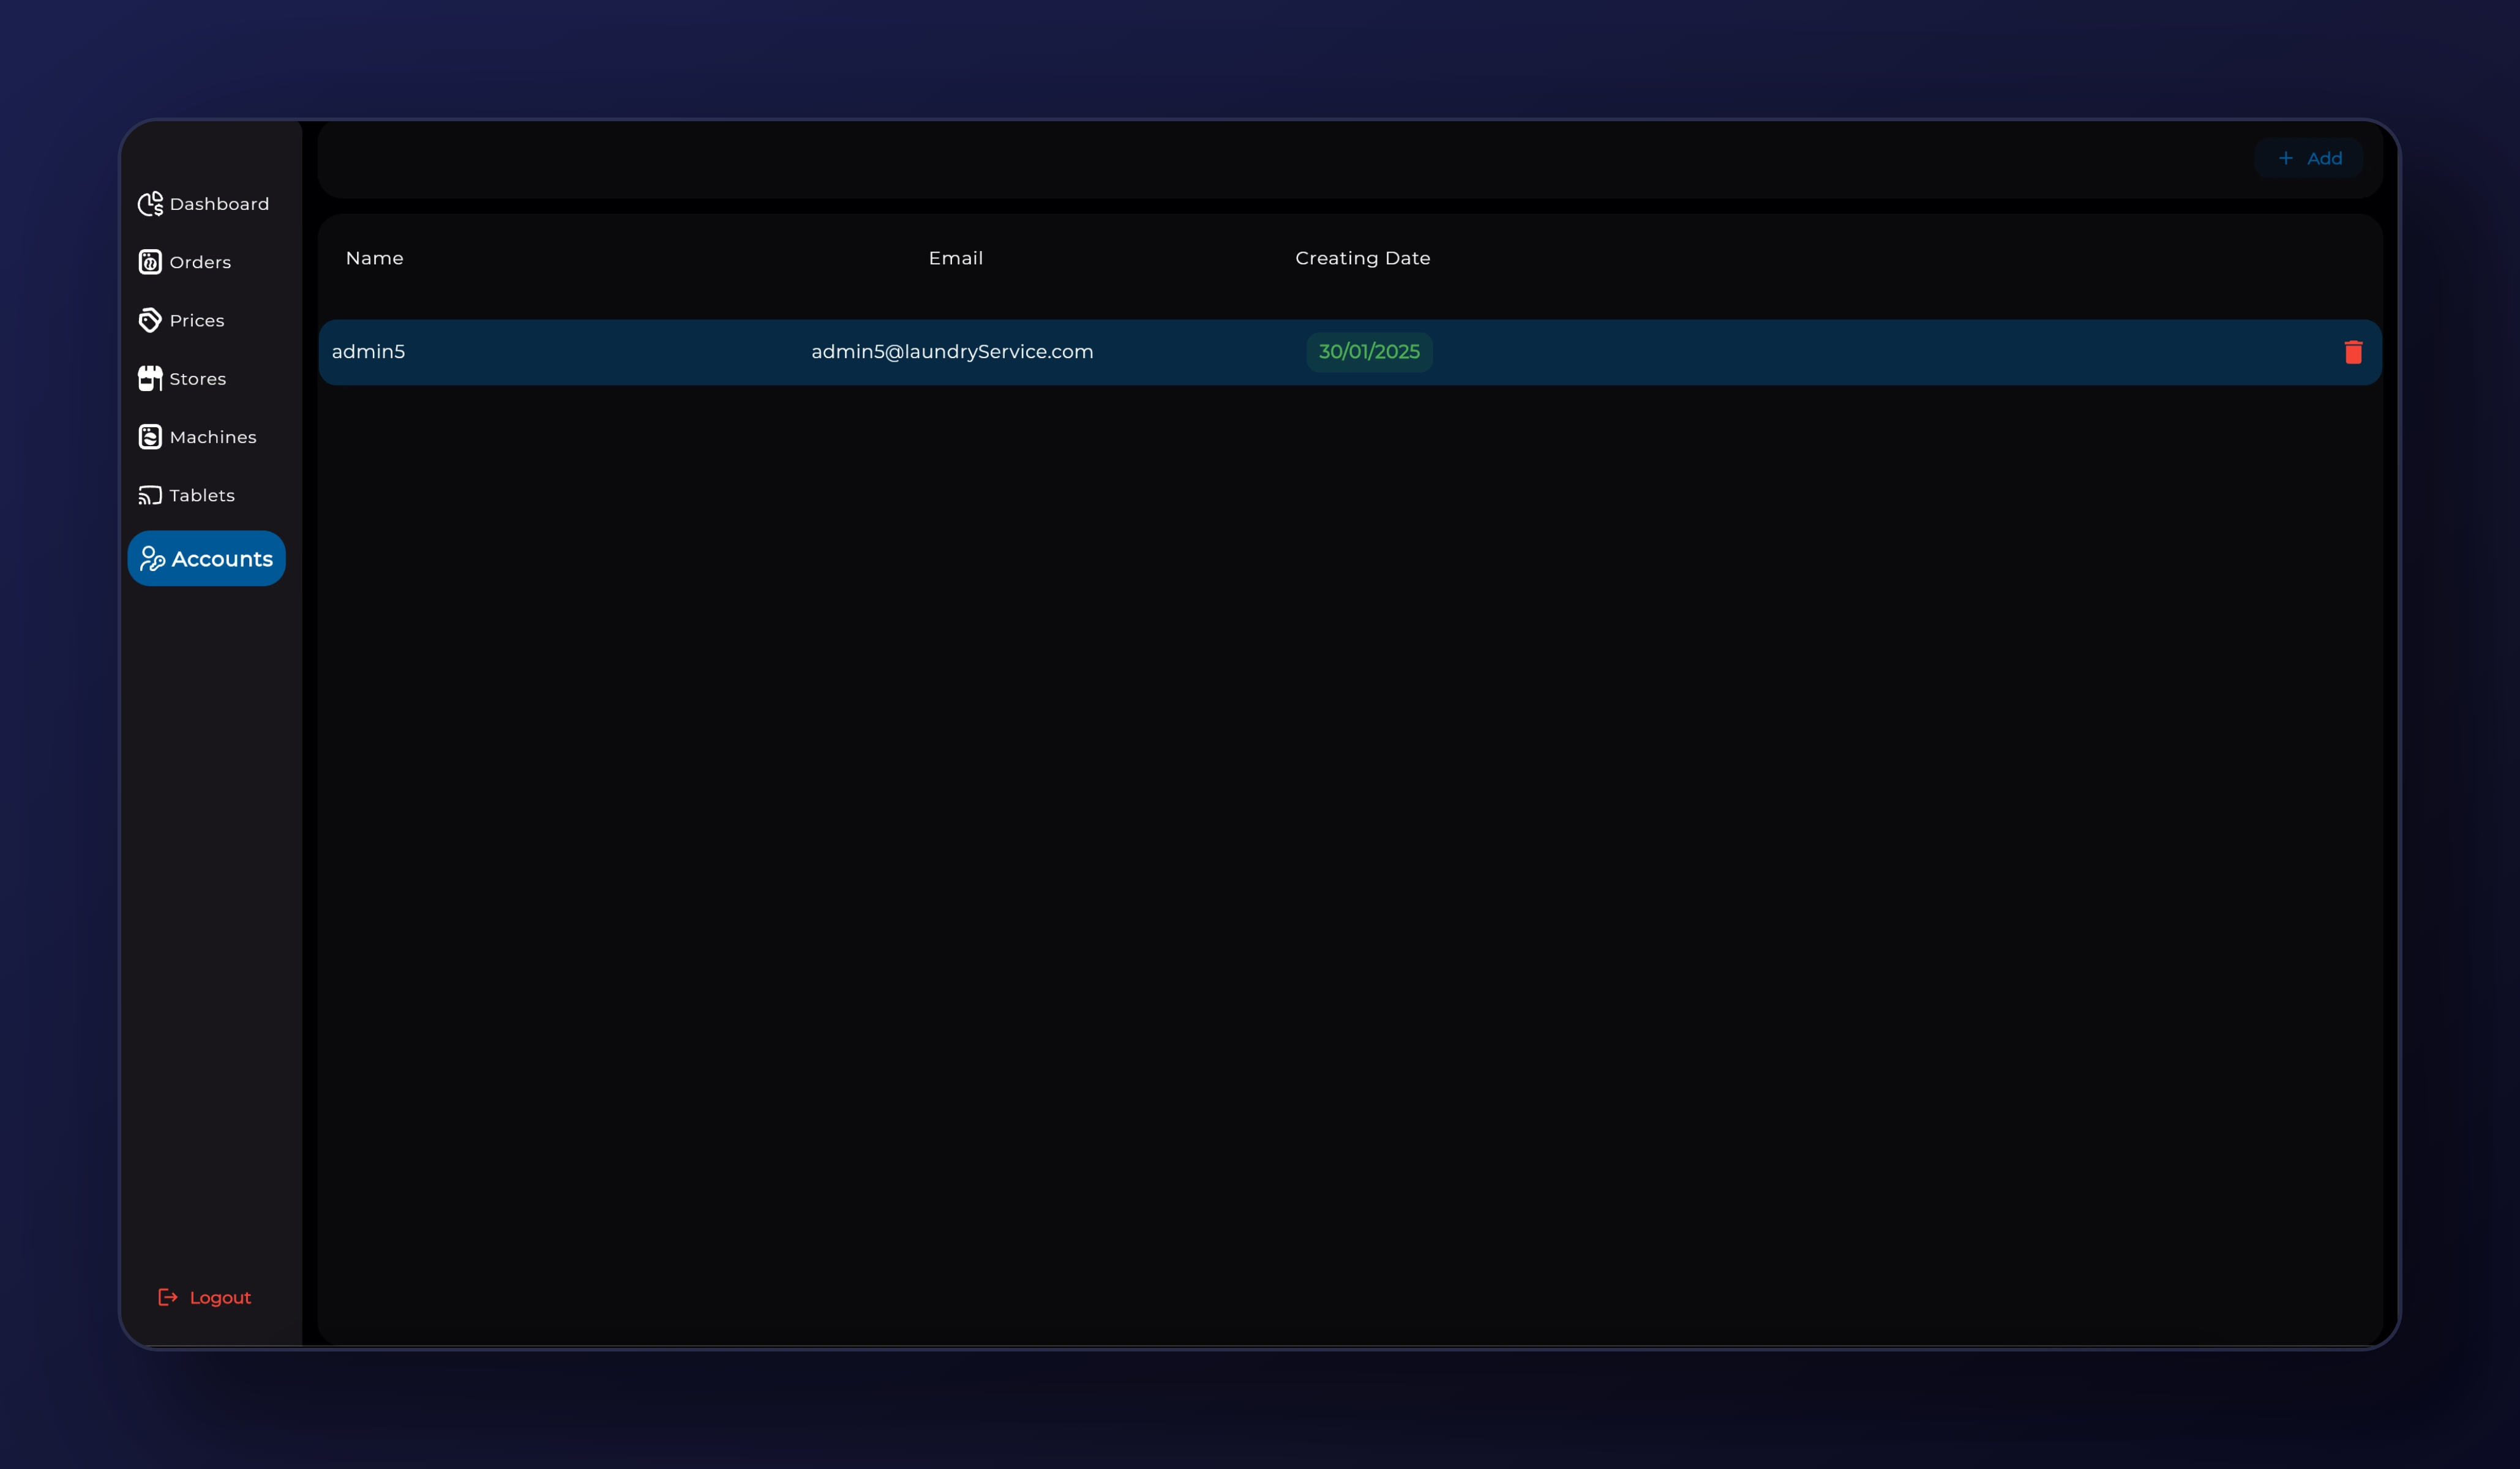 Dashboard
Orders
Prices
Stores
Machines
Tablets
Accounts
Logout
+ Add
Name Email Creating Date
admin5 admin5@laundryService.com 30/01/2025